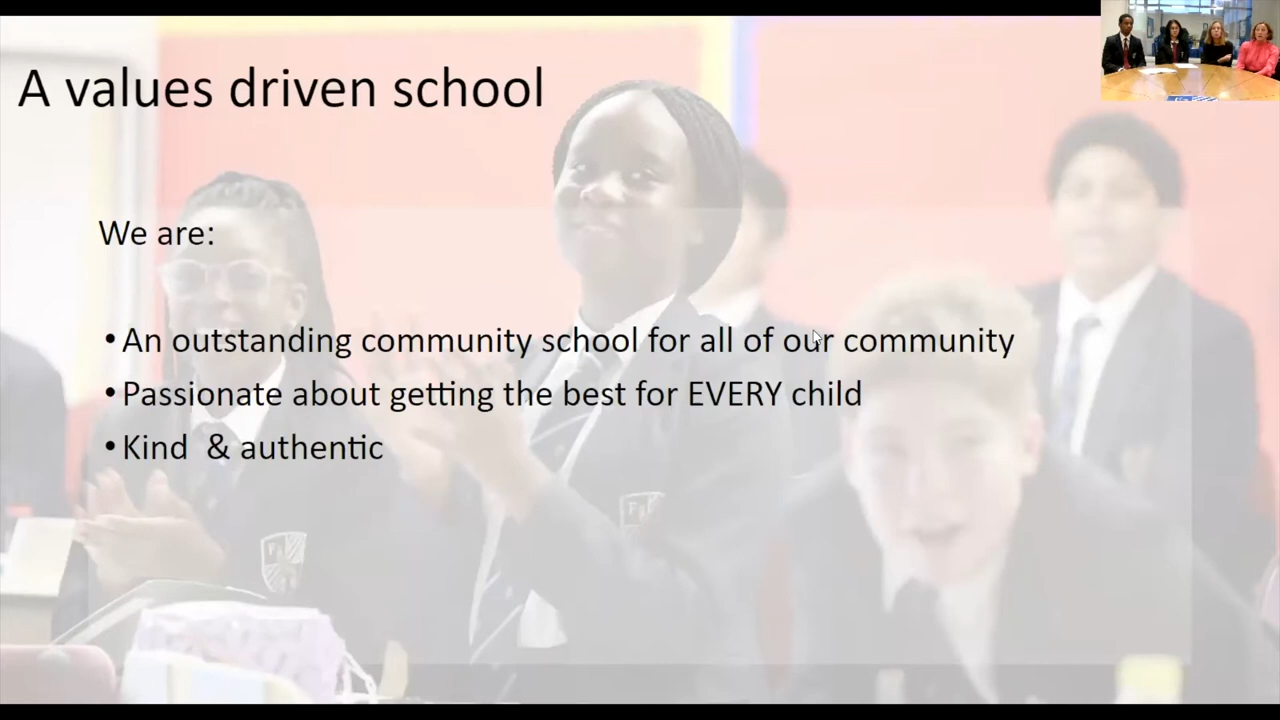 A values driven school
We are:
• An outstanding community school for all of our community
• Passionate about getting the best for EVERY child
• Kind & authentic